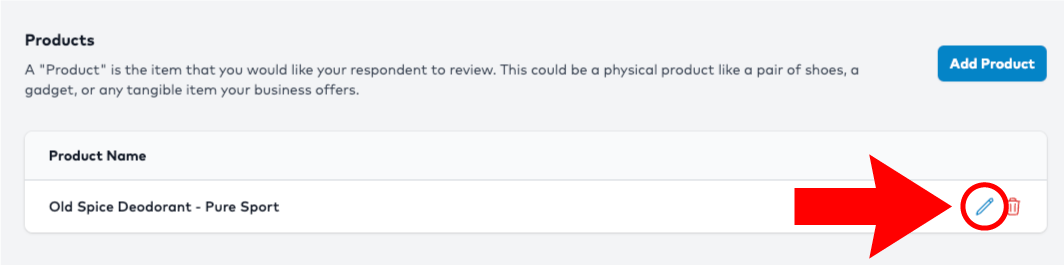 Products
A "Product" is the item that you would like your respondent to review. This could be a physical product like a pair of shoes, a
gadget, or any tangible item your business offers.
Add Product
Product Name
Old Spice Deodorant - Pure Sport